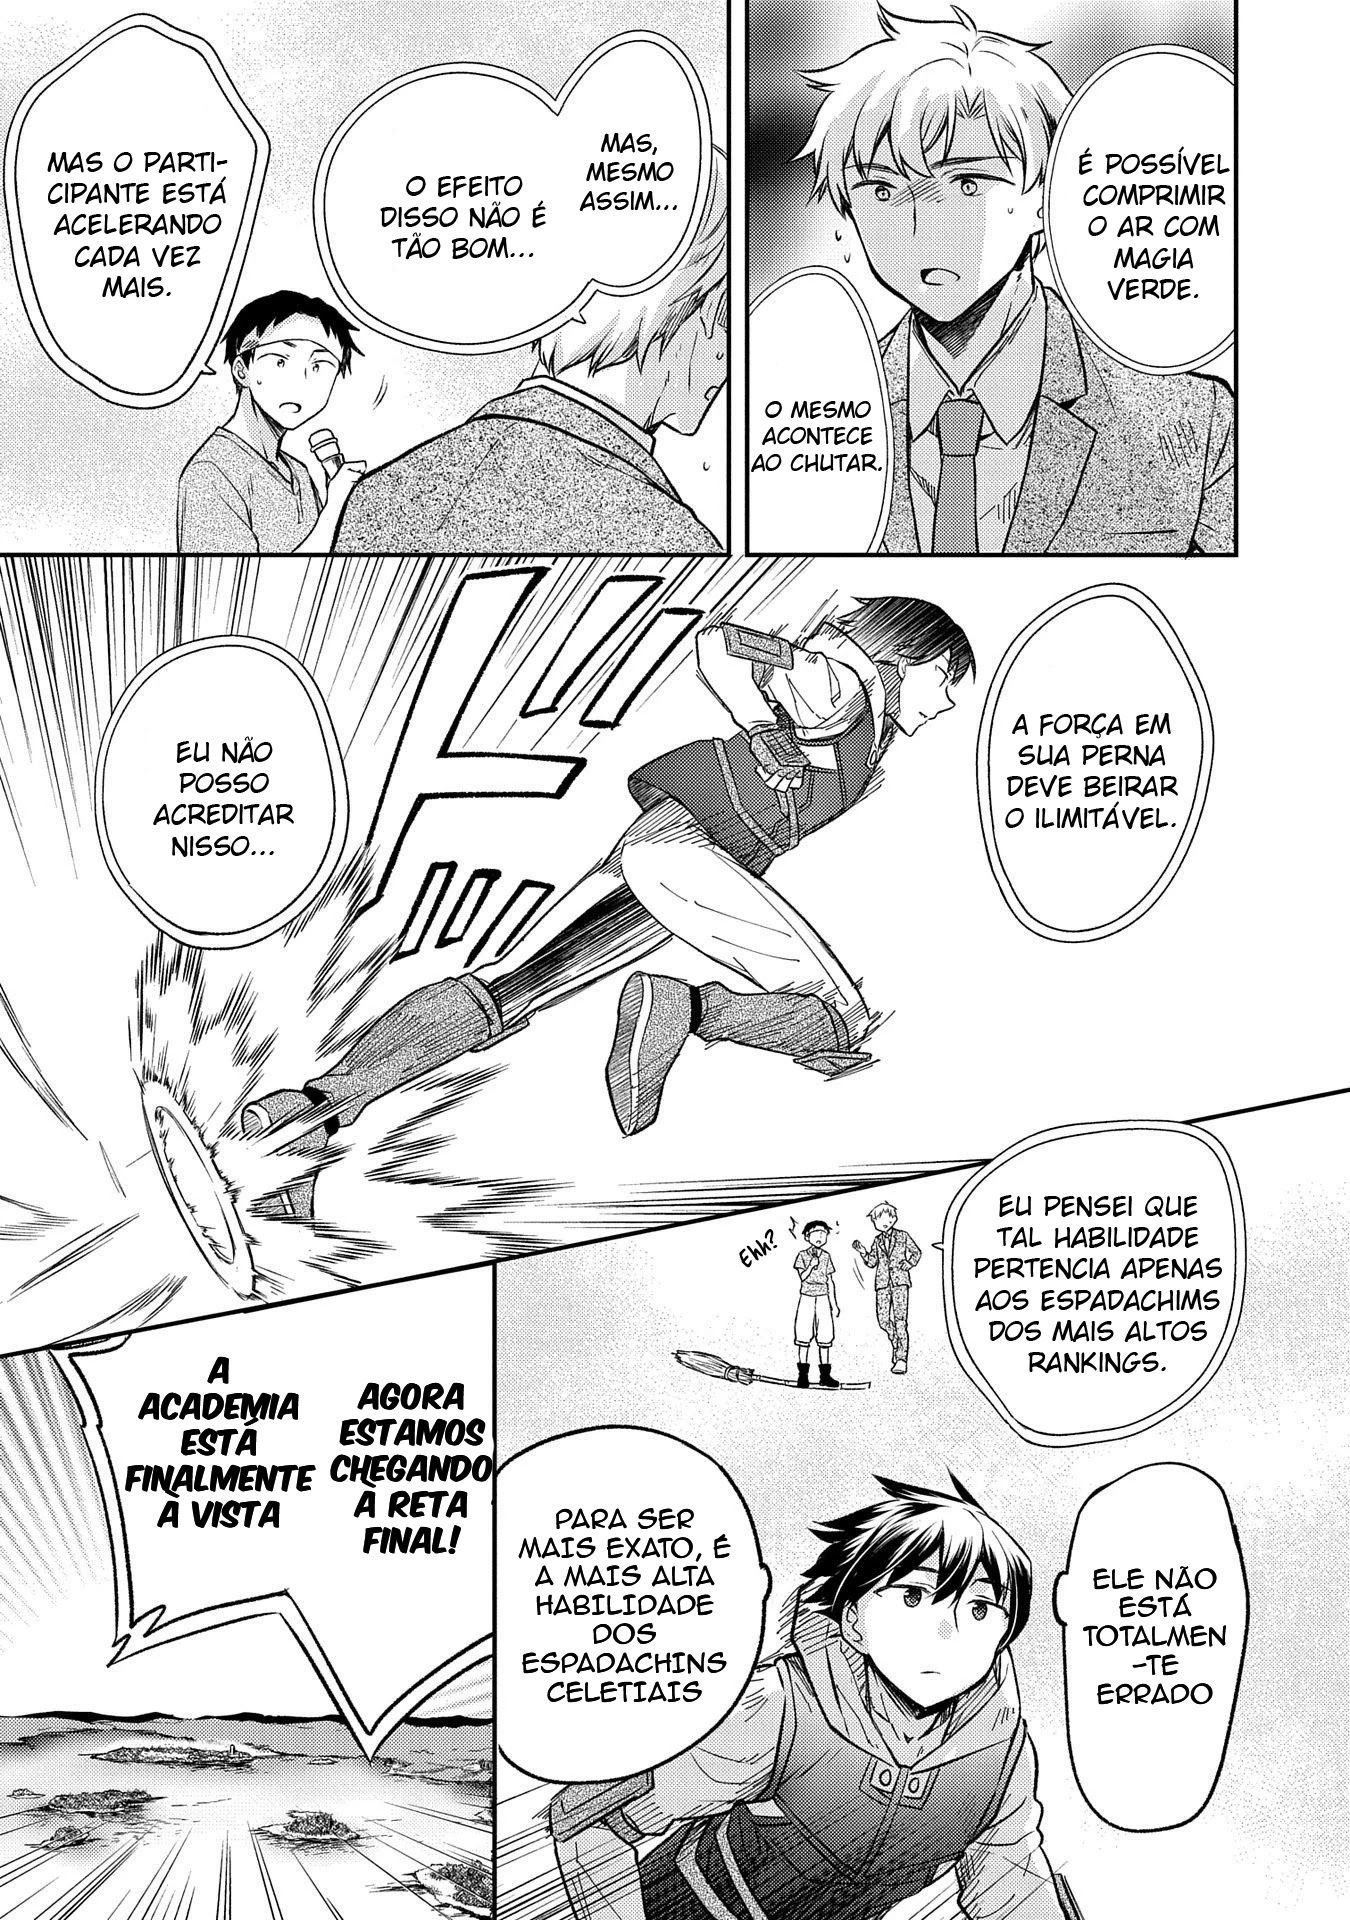 É POSSÍVEL
COMPRIMIR
O AR COM
MAGIA
VERDE.
O MESMO
ACONTECE
AO CHUTAR.
MAS,
MESMO
ASSIM...
O EFEITO
DISSO NÃO É
TÃO BOM...
MAS O PARTI-
CIPANTE ESTÁ
ACELERANDO
CADA VEZ
MAIS.
A FORÇA EM
SUA PERNA
DEVE BEIRAR
O ILIMITÁVEL.
ドドド
EU NÃO
POSSO
ACREDITAR
NISSO...
EU PENSEI QUE
TAL HABILIDADE
PERTENCIA APENAS
AOS ESPADACHIMS
DOS MAIS ALTOS
RANKINGS.
Ehh?
ELE NÃO
ESTÁ
TOTALMEN
-TE
ERRADO
PARA SER
MAIS EXATO, É
A MAIS ALTA
HABILIDADE
DOS
ESPADACHINS
CELETIAIS
AGORA
ESTAMOS
CHEGANDO
À RETA
FINAL!
A
ACADEMIA
ESTÁ
FINALMENTE
À VISTA